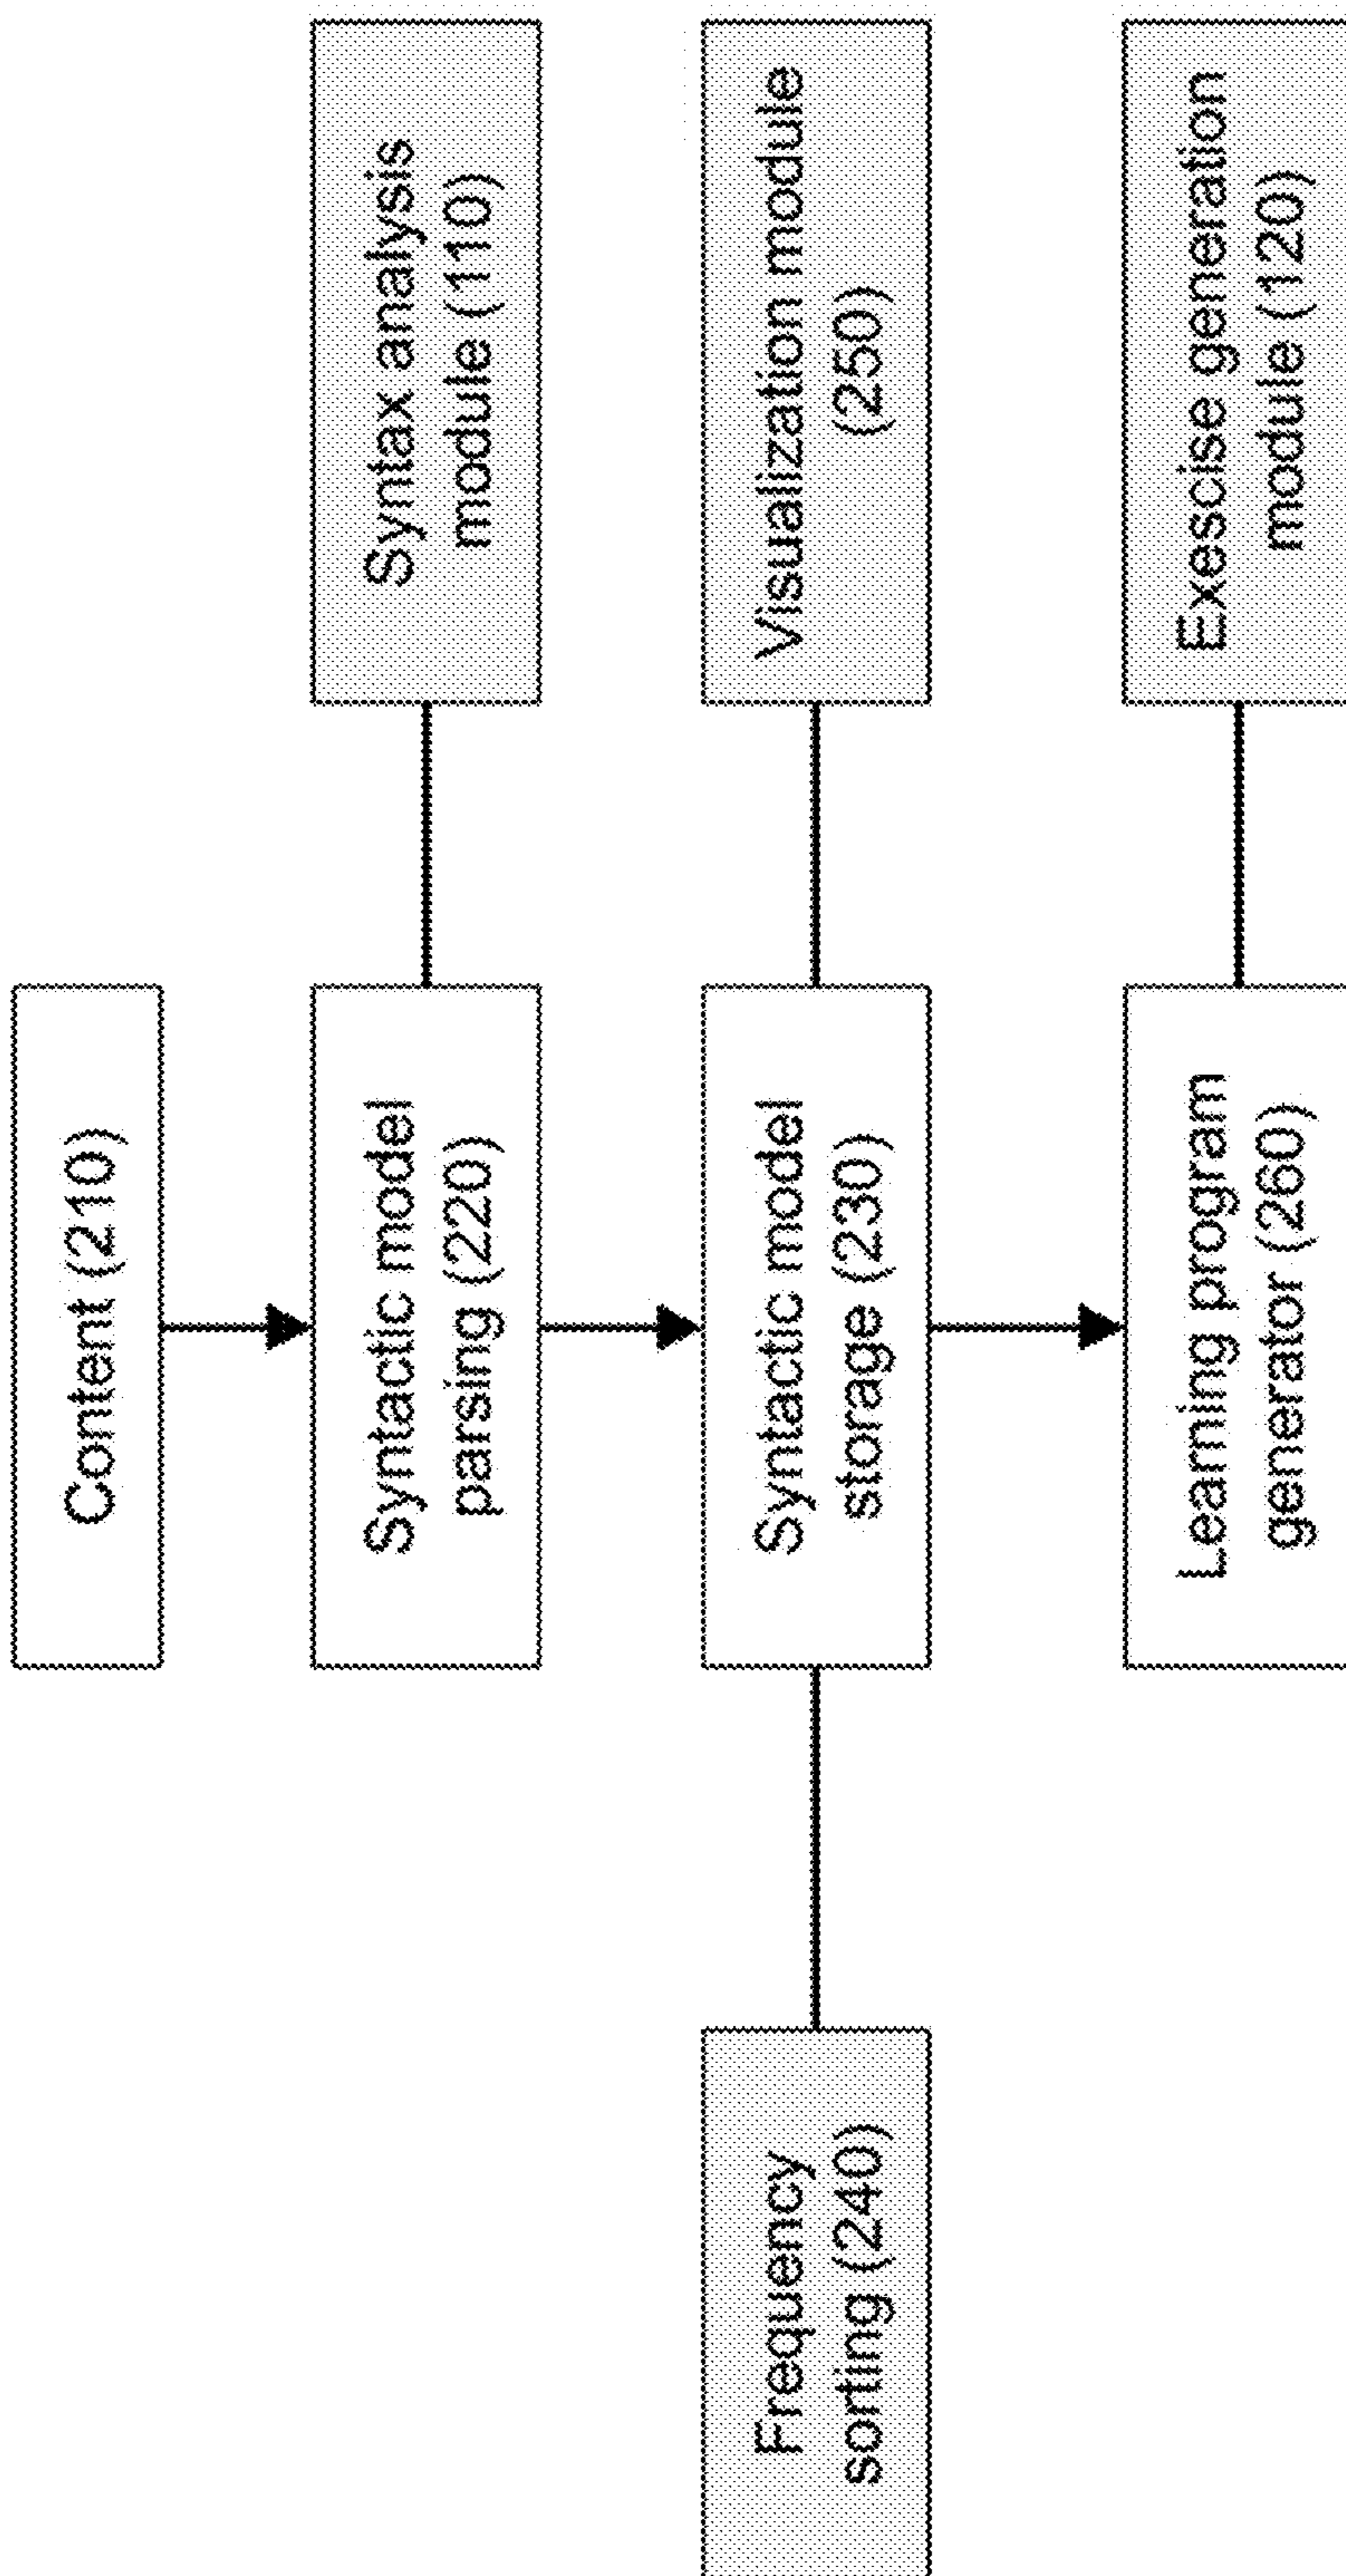 Content (210)
Syntactic model
parsing (220)
Syntax analysis
module (110)
Frequency
sorting (240)
Syntactic model
storage (230)
Visualization module
(250)
Learning program
generator (260)
Exescise generation
module (120)